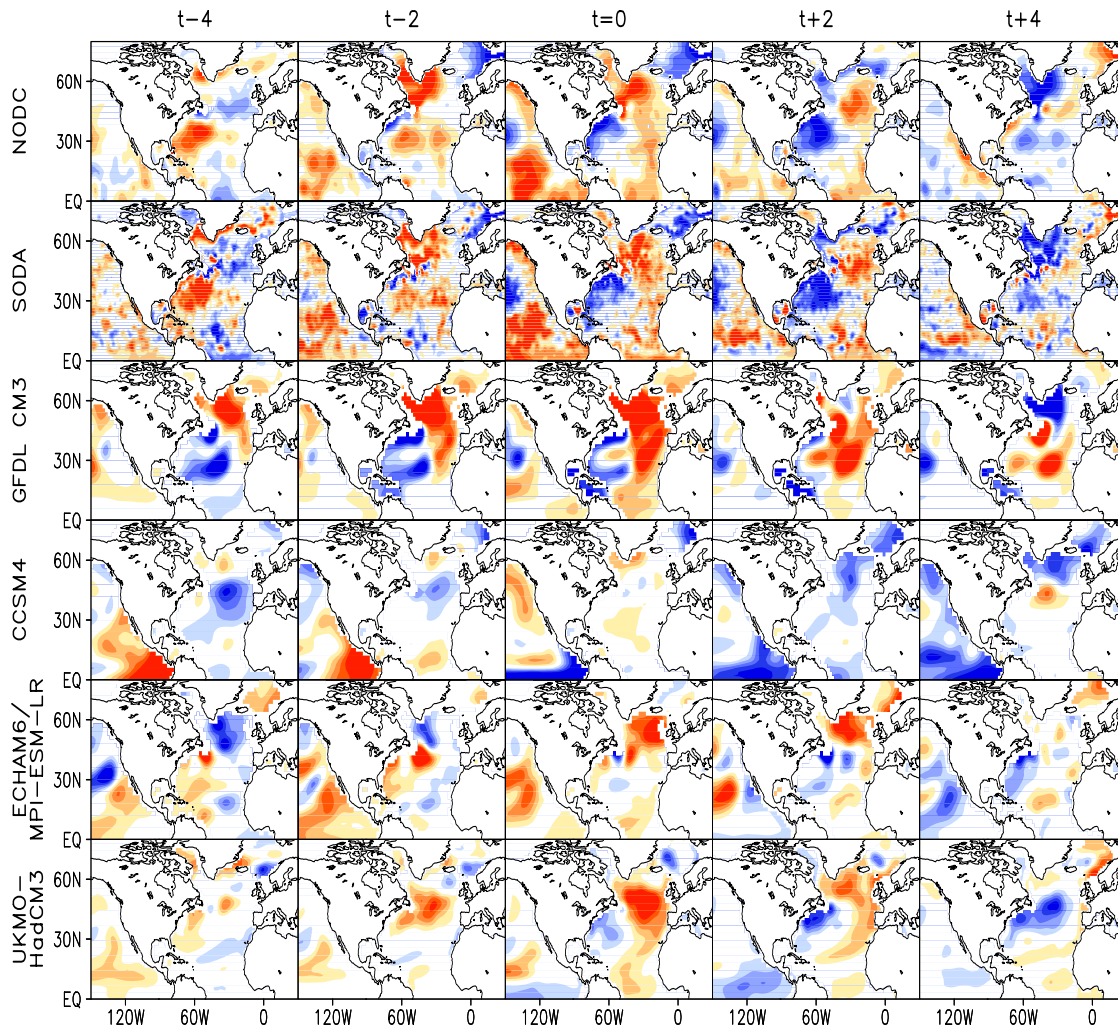 t−4 t−2 t=0 t+2 t+4
NODC
60N
30N
EQ
SODA
60N
30N
EQ
GFDL CM3
60N
30N
EQ
CCSM4
60N
30N
EQ
ECHAM6/
MPI−ESM−LR
60N
30N
EQ
UKMO−
HadCM3
60N
30N
EQ
120W 60W 0 120W 60W 0 120W 60W 0 120W 60W 0 120W 60W 0